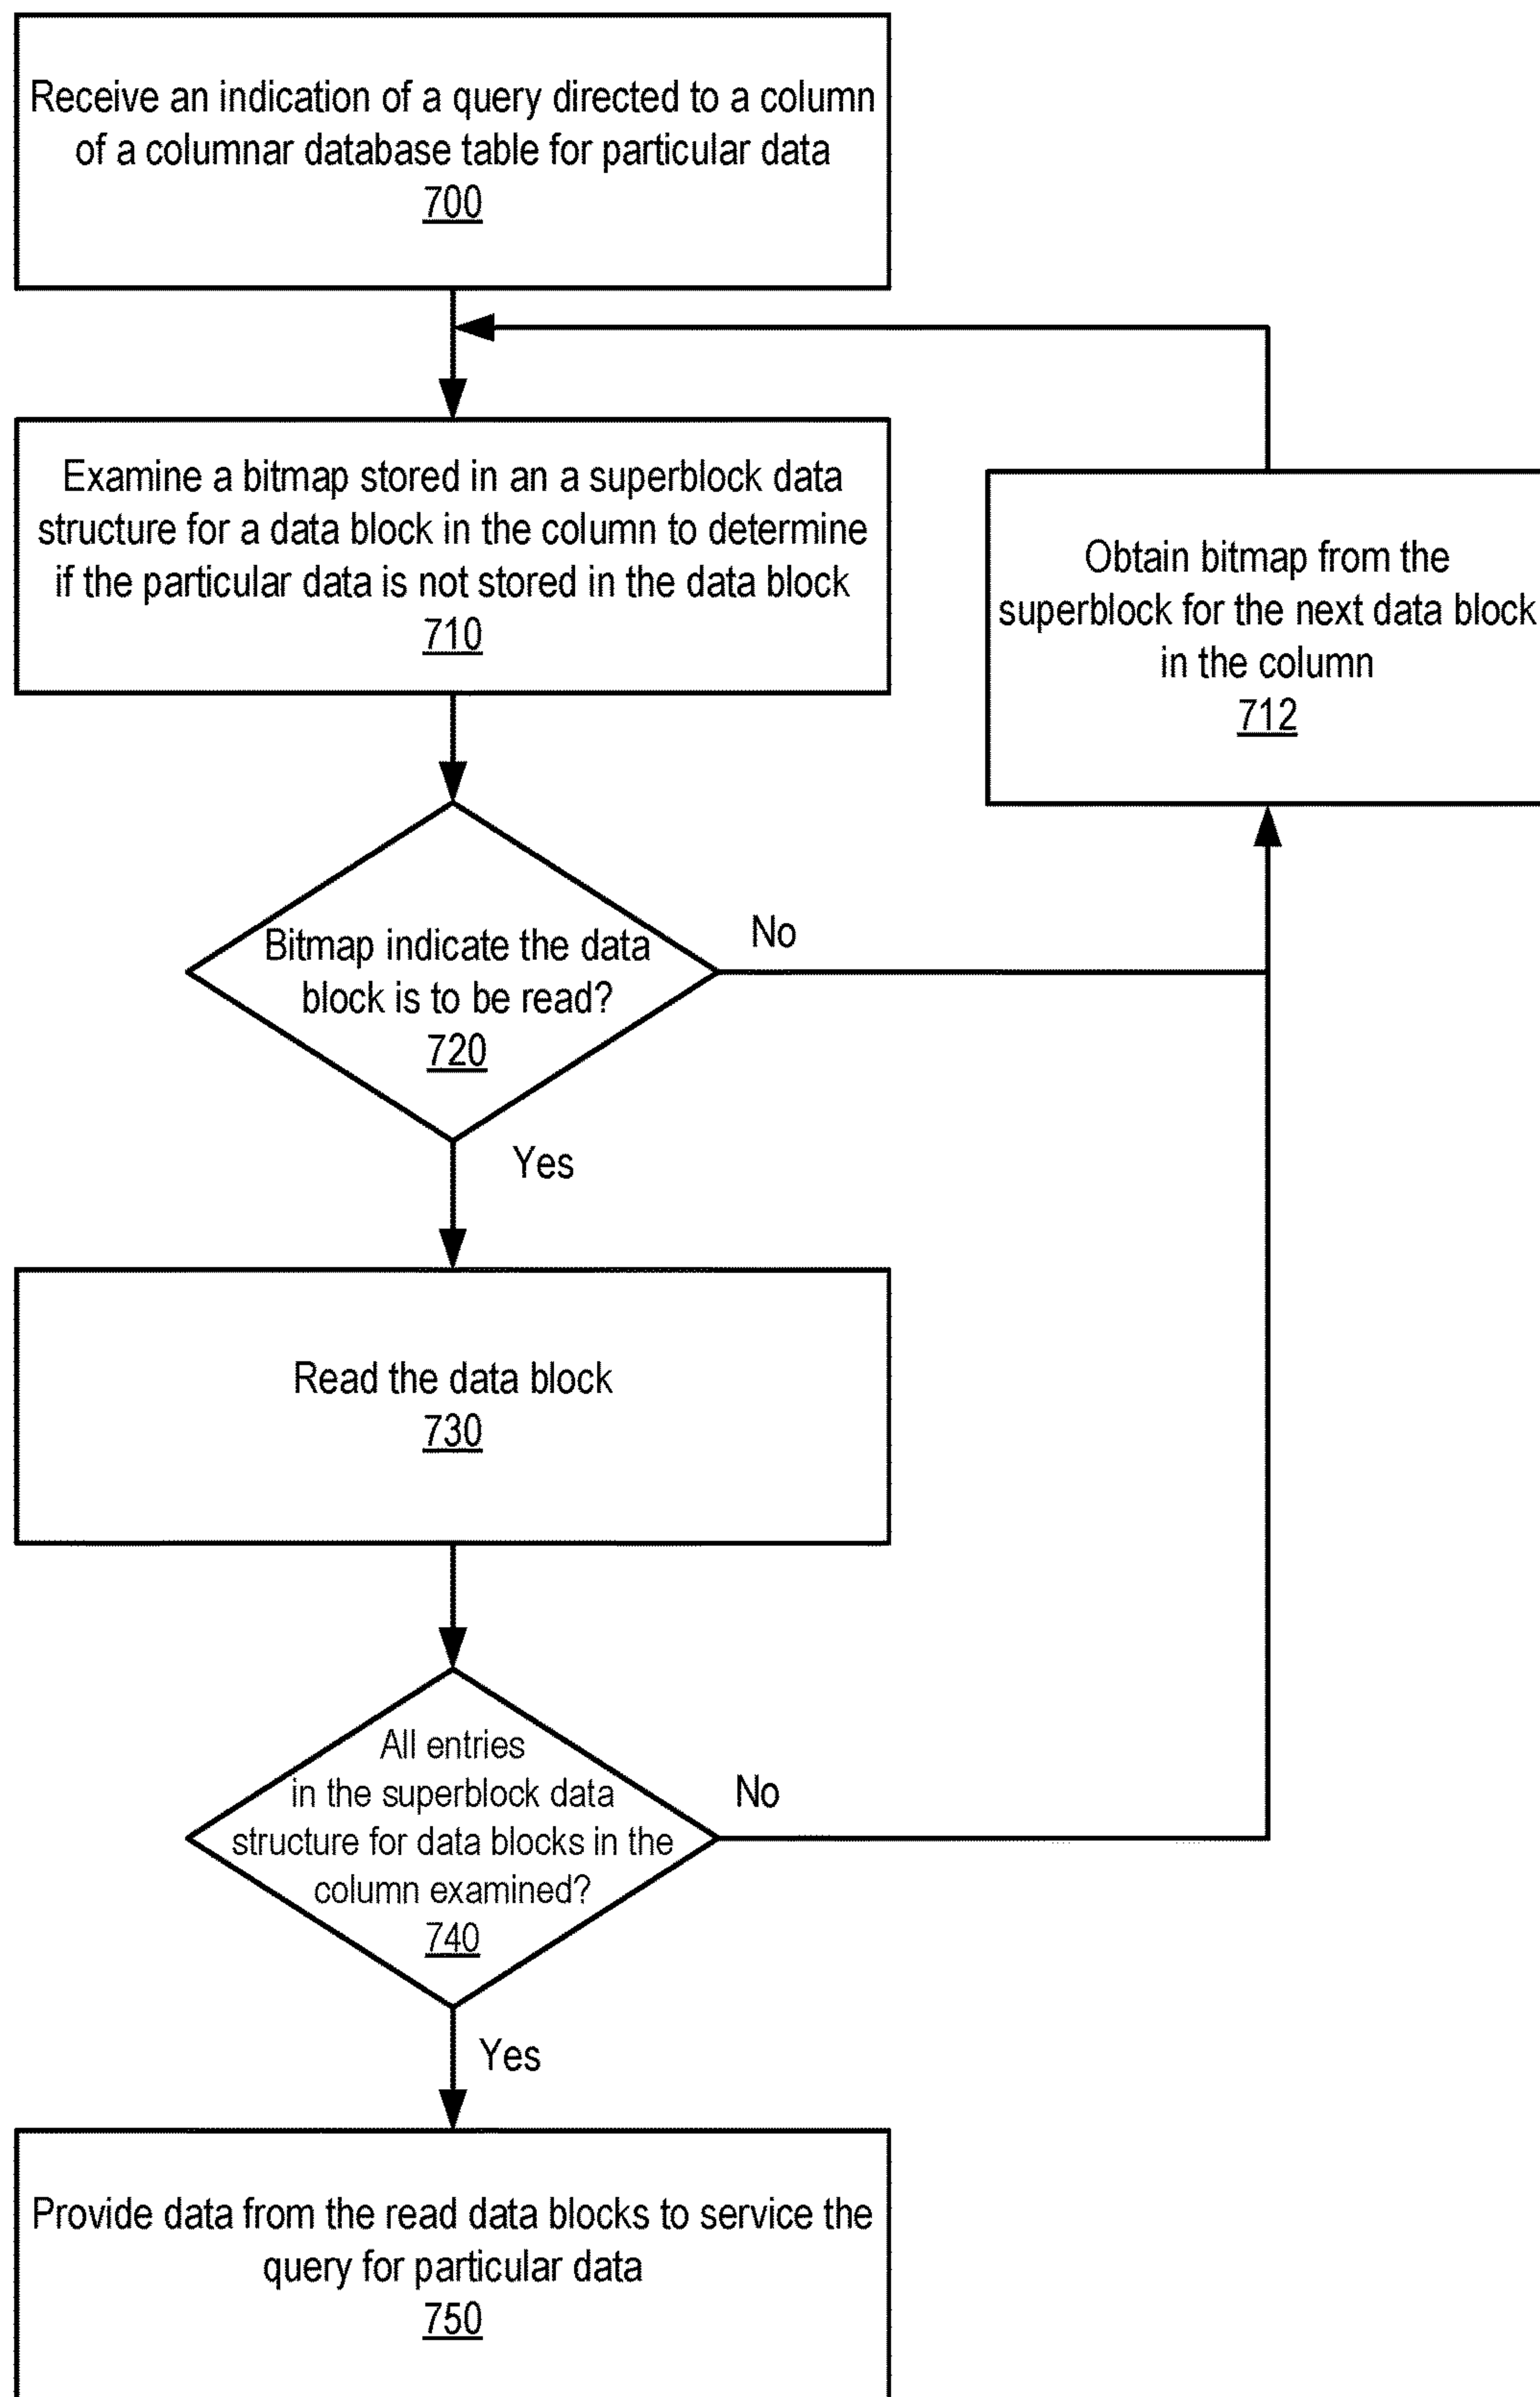 Receive an indication of a query directed to a column
of a columnar database table for particular data
700
Examine a bitmap stored in an a superblock data
structure for a data block in the column to determine
if the particular data is not stored in the data block
710
Obtain bitmap from the
superblock for the next data block
in the column
712
Bitmap indicate the data
block is to be read?
720
No
Yes
Read the data block
730
All entries
in the superblock data
structure for data blocks in the
column examined?
740
No
Yes
Provide data from the read data blocks to service the
query for particular data
750